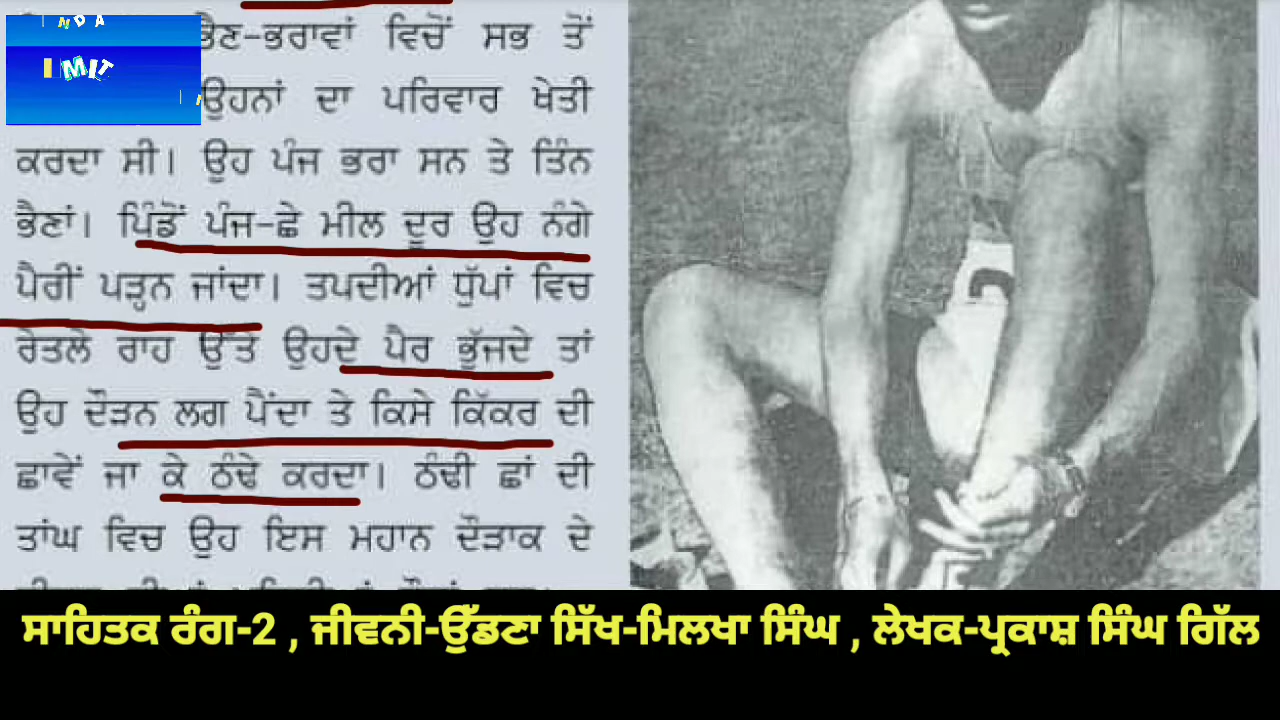 ਭੈਣ-ਭਰਾਵਾਂ ਵਿਚੋਂ ਸਭ ਤੋਂ
ਉਹਨਾਂ ਦਾ ਪਰਿਵਾਰ ਖੇਤੀ
ਕਰਦਾ ਸੀ। ਉਹ ਪੰਜ ਭਰਾ ਸਨ ਤੇ ਤਿੰਨ
ਭੈਣਾਂ। ਪਿੰਡੋਂ ਪੰਜ-ਛੇ ਮੀਲ ਦੂਰ ਉਹ ਨੰਗੇ
ਪੈਰੀਂ ਪੜ੍ਹਨ ਜਾਂਦਾ। ਤਪਦੀਆਂ ਧੁੱਪਾਂ ਵਿਚ
ਰੇਤਲੇ ਰਾਹ ਉੱਤੇ ਉਹਦੇ ਪੈਰ ਭੁੱਜਦੇ ਤਾਂ
ਉਹ ਦੌੜਨ ਲਗ ਪੈਂਦਾ ਤੇ ਕਿਸੇ ਕਿੱਕਰ ਦੀ
ਛਾਵੇਂ ਜਾ ਕੇ ਠੰਢੇ ਕਰਦਾ। ਠੰਢੀ ਛਾਂ ਦੀ
ਤਾਂਘ ਵਿਚ ਉਹ ਇਸ ਮਹਾਨ ਦੌੜਾਕ ਦੇ
ਸਾਹਿਤਕ ਰੰਗ-2 , ਜੀਵਨੀ-ਉੱਡਣਾ ਸਿੱਖ-ਮਿਲਖਾ ਸਿੰਘ , ਲੇਖਕ-ਪ੍ਰਕਾਸ਼ ਸਿੰਘ ਗਿੱਲ